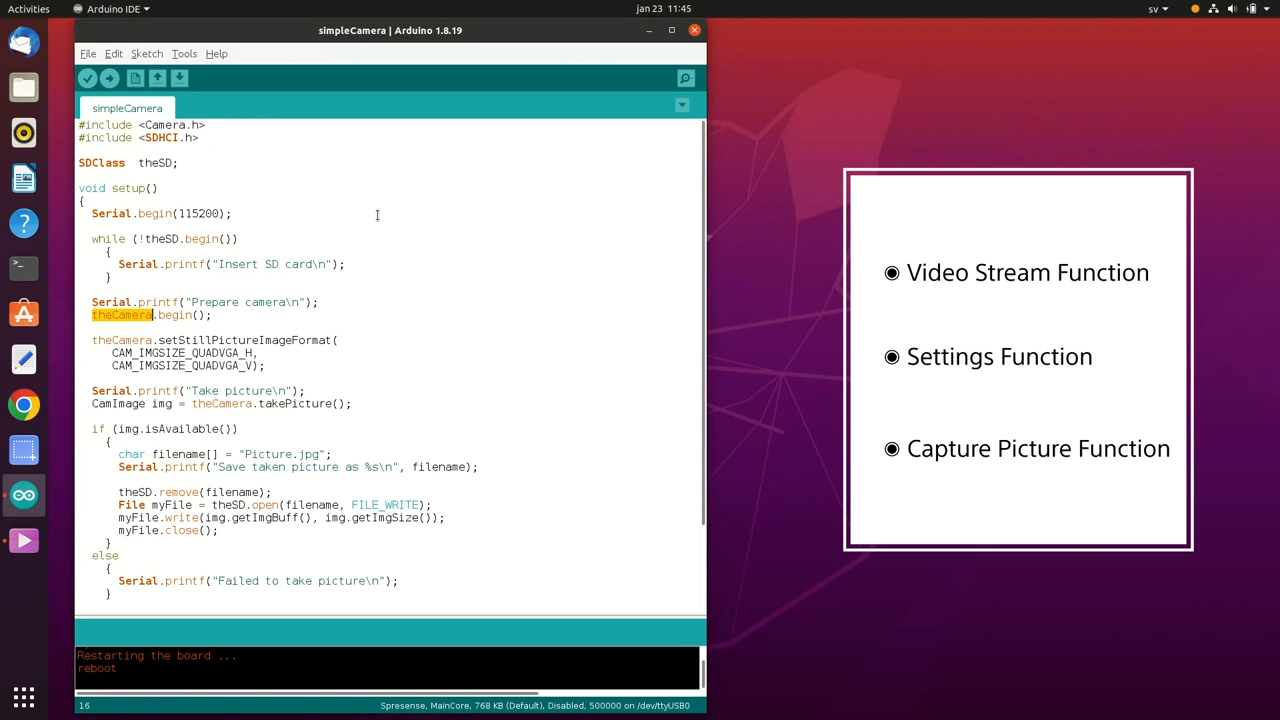 Activities
Arduino IDE
jan 23 11:45
sv
simpleCamera | Arduino 1.8.19
File Edit Sketch Tools Help
simpleCamera
#include <Camera.h>
#include <SDHCI.h>
SDClass  theSD;
void setup()
{
  Serial.begin(115200);
  while (!theSD.begin())
    {
      Serial.printf("Insert SD card\n");
    }
  Serial.printf("Prepare camera\n");
  theCamera.begin();
  theCamera.setStillPictureImageFormat(
     CAM_IMGSIZE_QUADVGA_H,
     CAM_IMGSIZE_QUADVGA_V);
  Serial.printf("Take picture\n");
  CamImage img = theCamera.takePicture();
  if (img.isAvailable())
    {
      char filename[] = "Picture.jpg";
      Serial.printf("Save taken picture as %s\n", filename);
      theSD.remove(filename);
      File myFile = theSD.open(filename, FILE_WRITE);
      myFile.write(img.getImgBuff(), img.getImgSize());
      myFile.close();
    }
  else
    {
      Serial.printf("Failed to take picture\n");
    }
Restarting the board ...
reboot
16
Spresense, MainCore, 768 KB (Default), Disabled, 500000 on /dev/ttyUSB0
Video Stream Function
Settings Function
Capture Picture Function